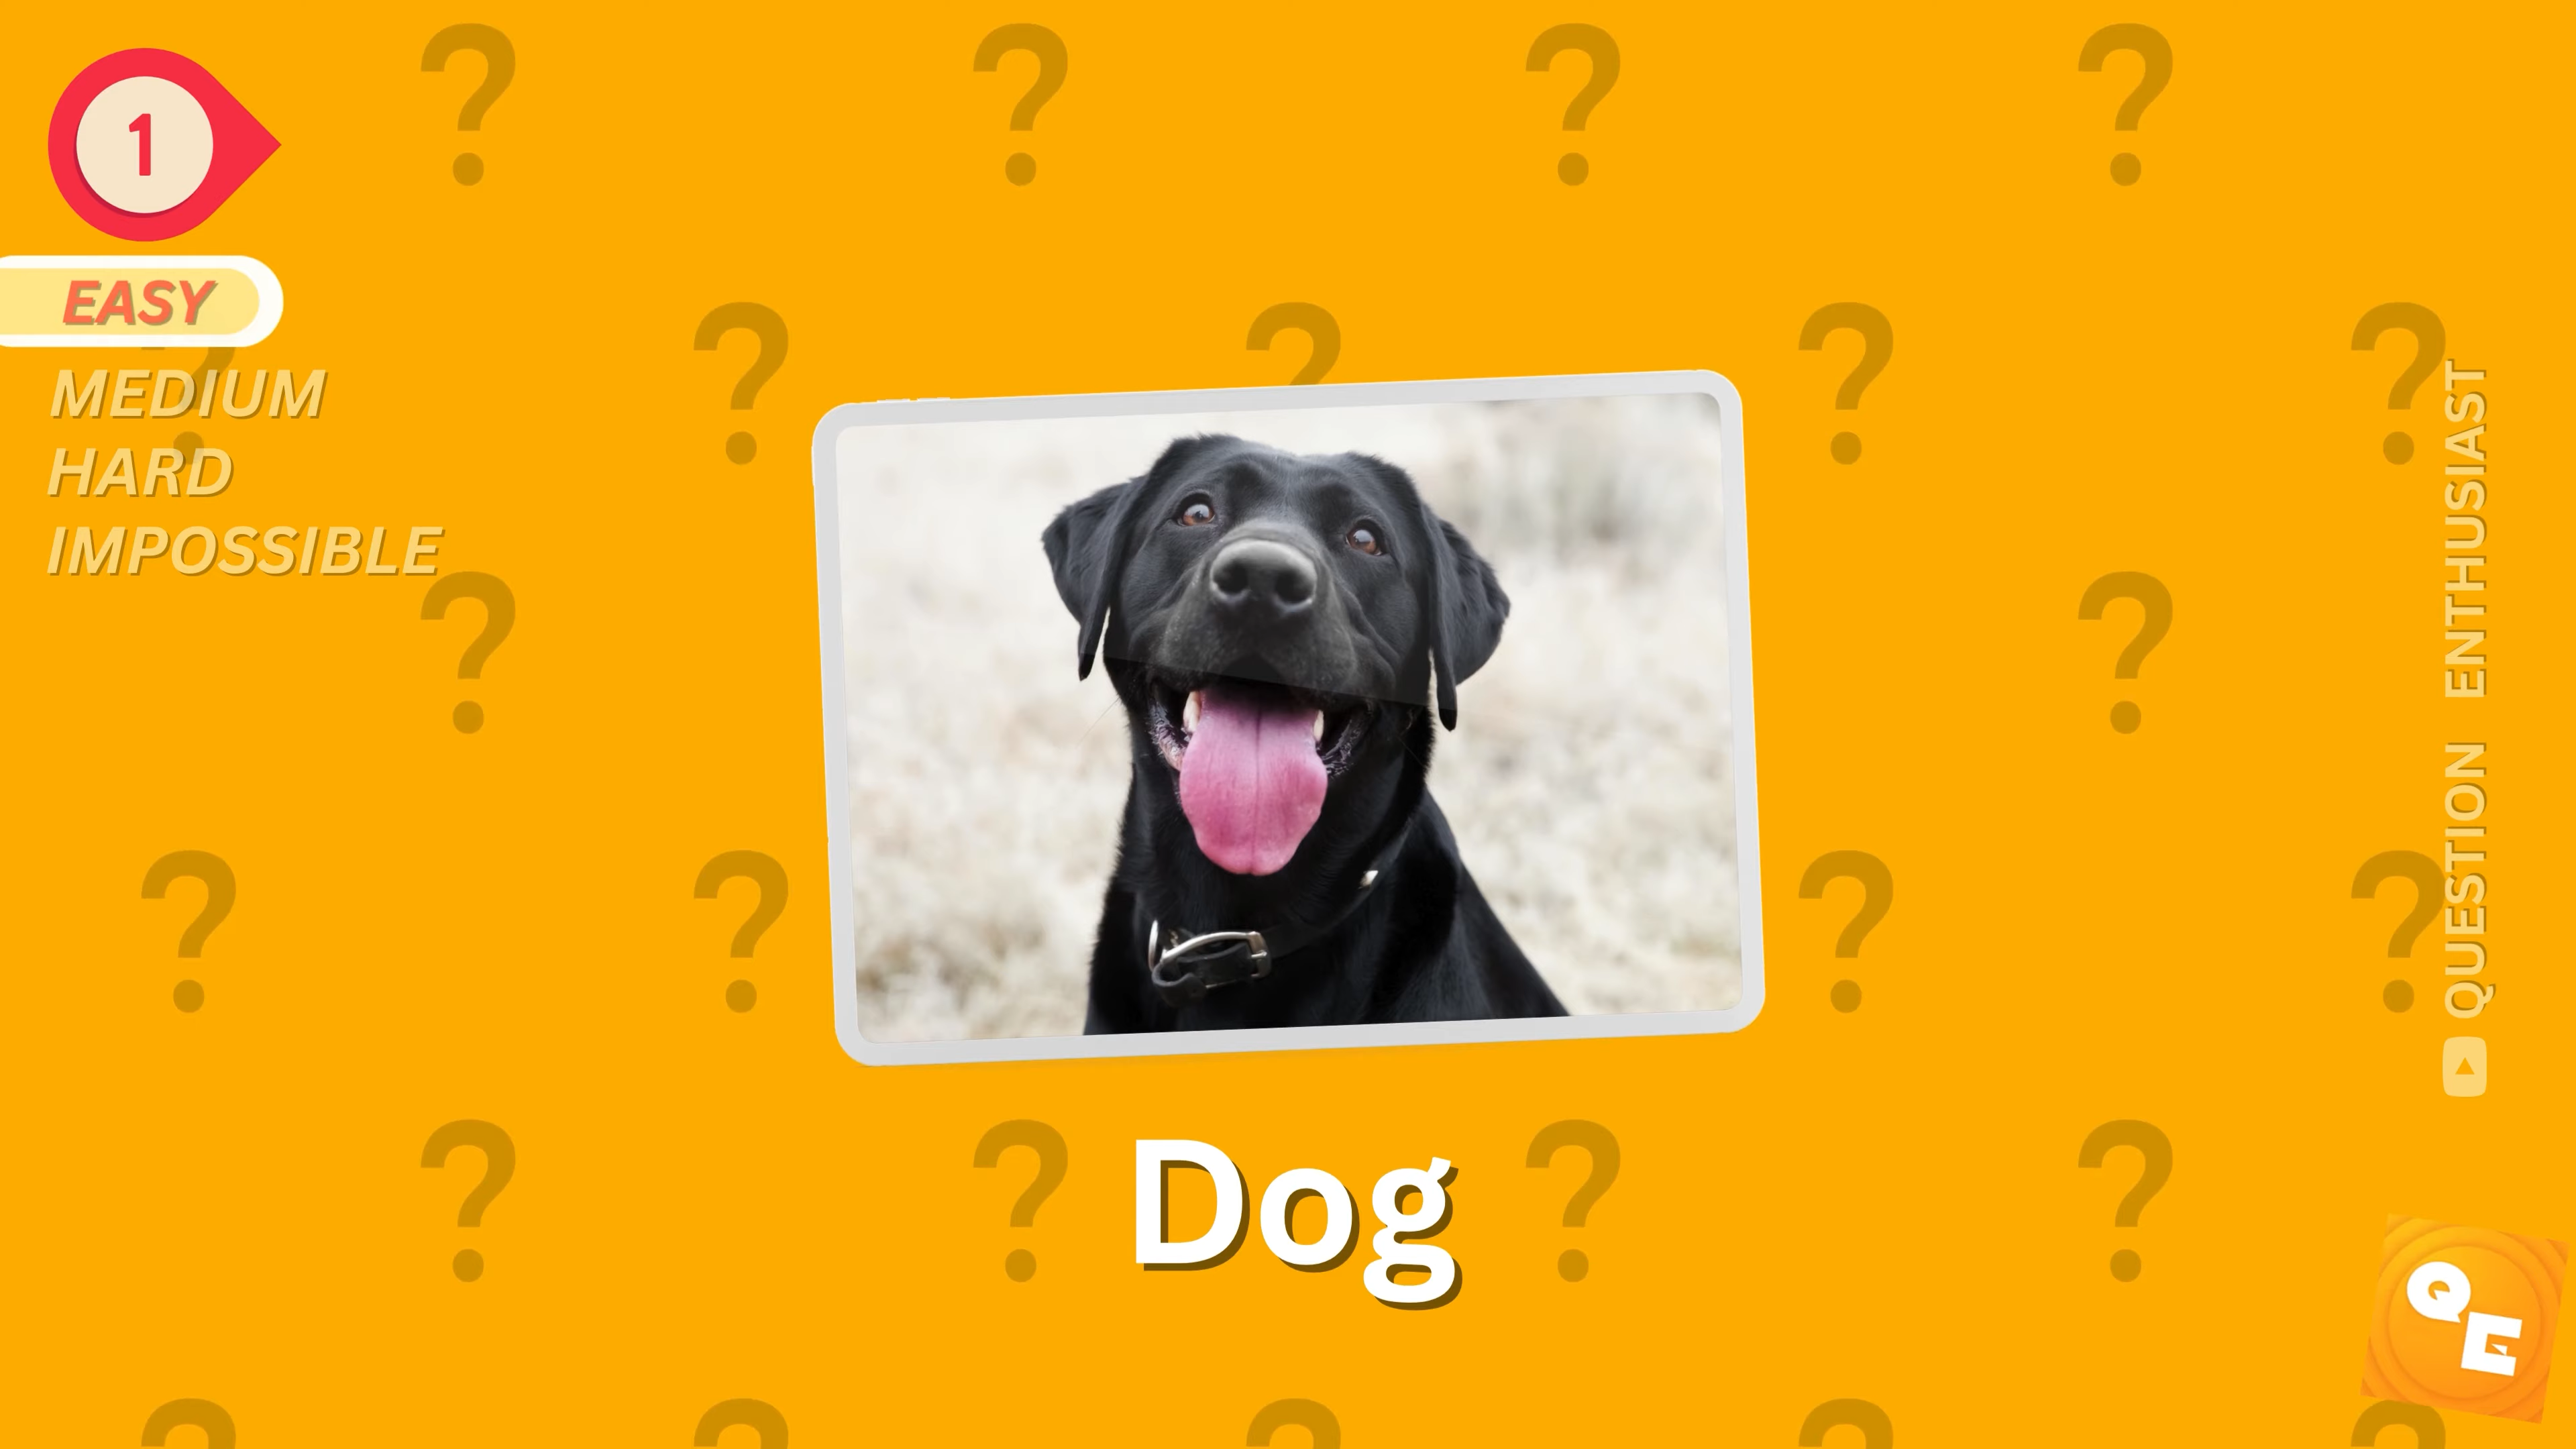 1
EASY
MEDIUM
HARD
IMPOSSIBLE
Dog
QUESTION ENTHUSIAST
QE